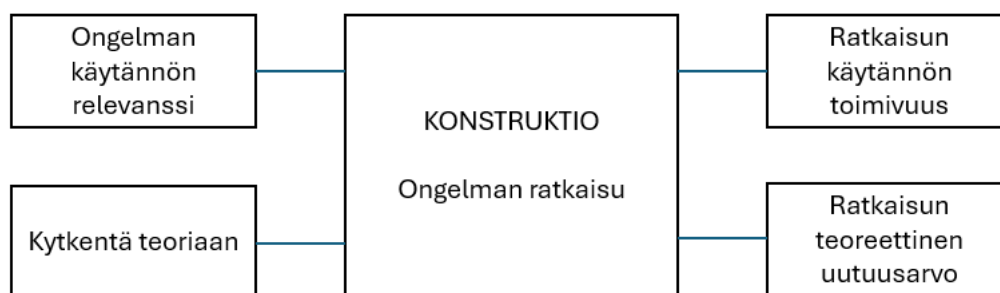 Ongelman
käytännön
relevanssi
Kytkentä teoriaan
KONSTRUKTIO
Ongelman ratkaisu
Ratkaisun
käytännön
toimivuus
Ratkaisun
teoreettinen
uutuusarvo